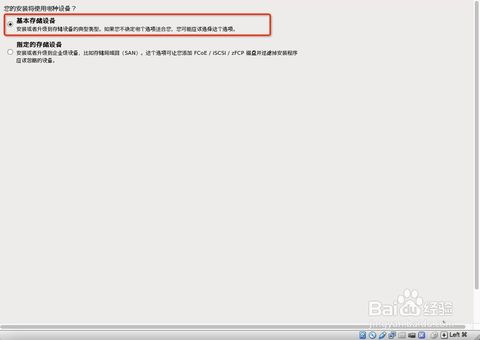 您的安装将使用哪种设备？
基本存储设备
安装或者升级到存储设备的典型类型。如果您不确定哪个选项适合您，您可能应该选择这个选项。
指定的存储设备
安装或者升级到企业级设备，比如存储局域网（SAN）。这个选项可让您添加 FCoE / iSCSI / zFCP 磁盘并过滤掉安装程序
应该忽略的设备。
Baidu 经验
jingyan.baidu.com
Left ⌘